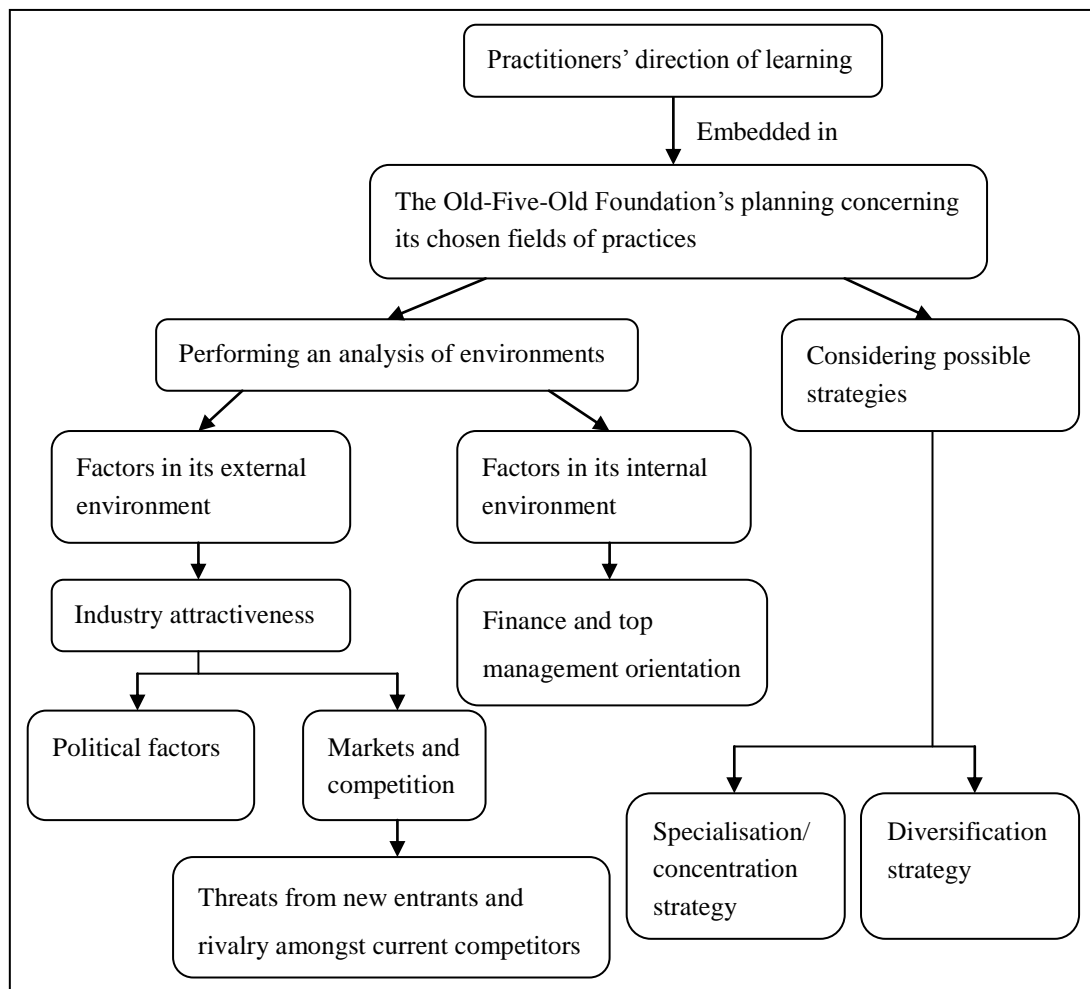 Practitioners’ direction of learning
Embedded in
The Old-Five-Old Foundation’s planning concerning
its chosen fields of practices
Performing an analysis of environments
Considering possible
strategies
Factors in its external
environment
Factors in its internal
environment
Industry attractiveness
Finance and top
management orientation
Political factors
Markets and
competition
Specialisation/
concentration
strategy
Diversification
strategy
Threats from new entrants and
rivalry amongst current competitors